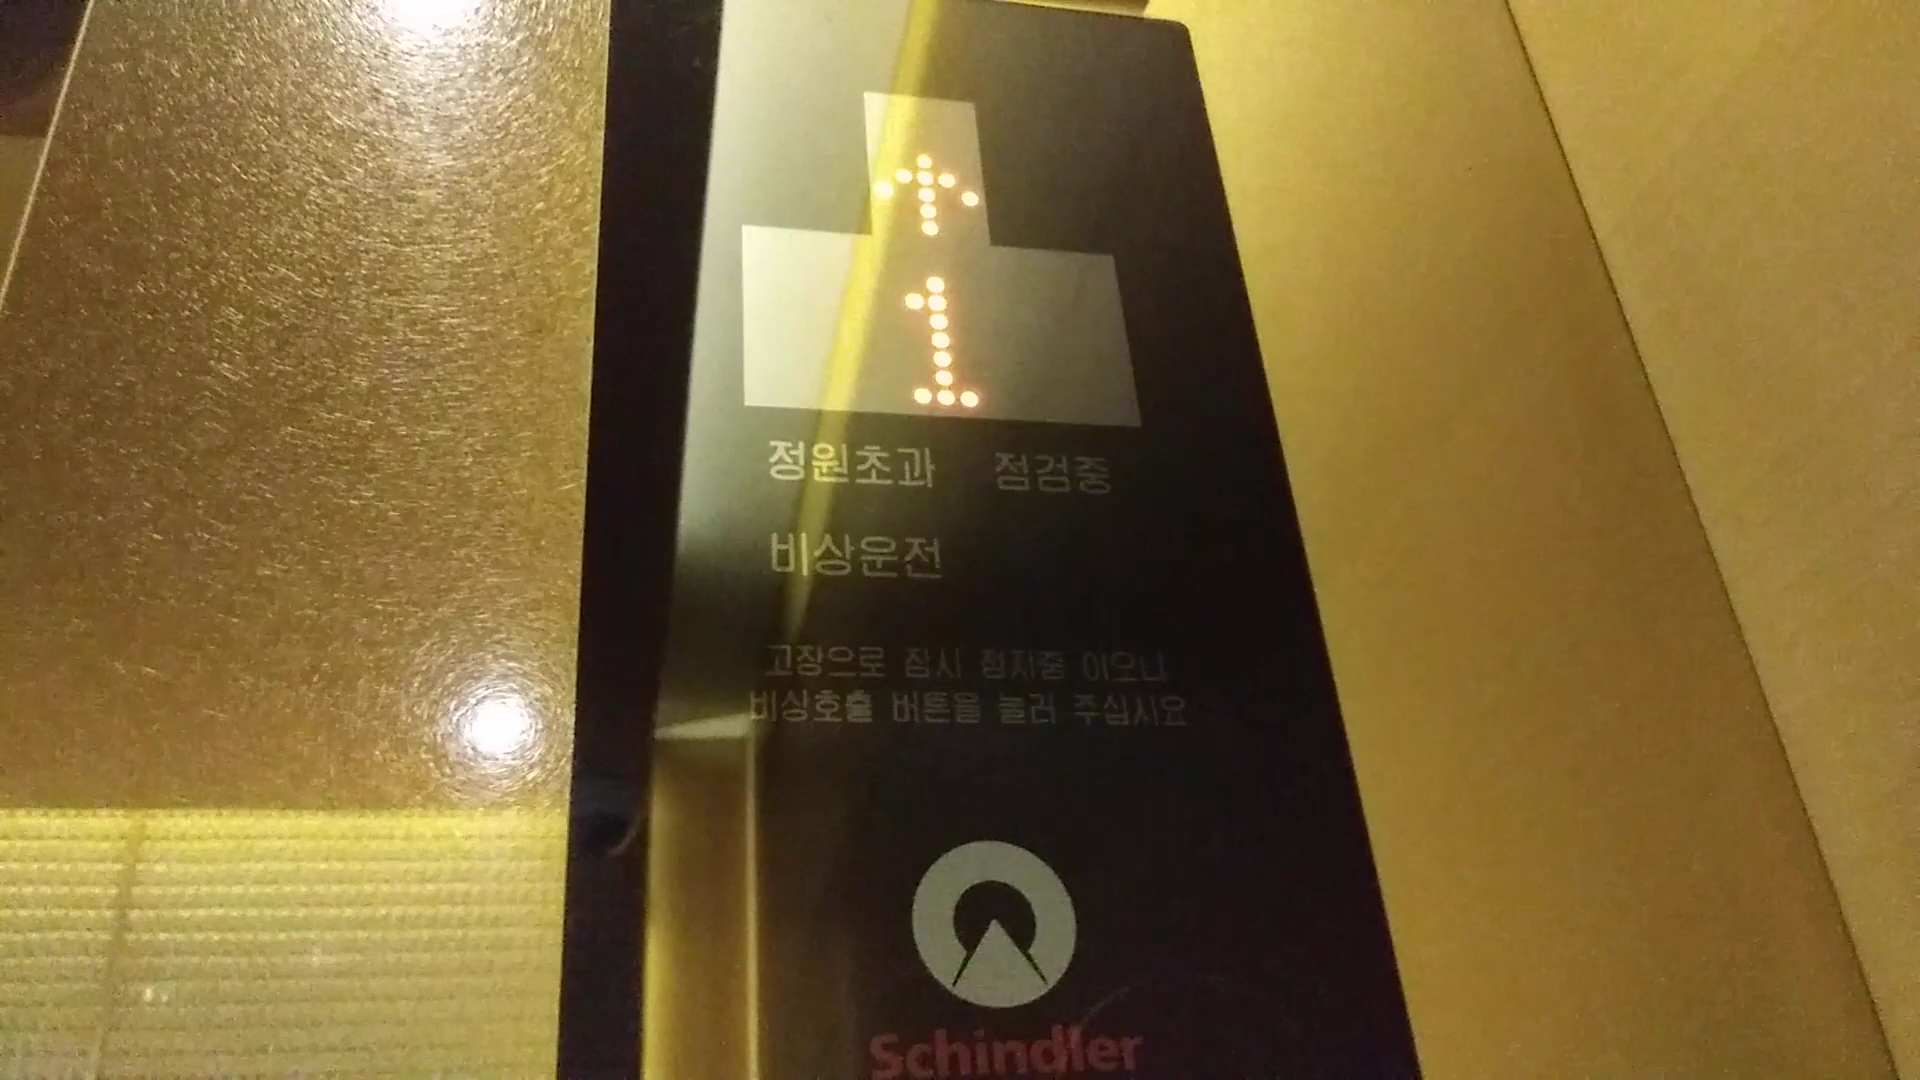 ↑
1
정원초과 점검중
비상운전
고장으로 잠시 정지중 이오니
비상호출 버튼을 눌러 주십시요
Schindler